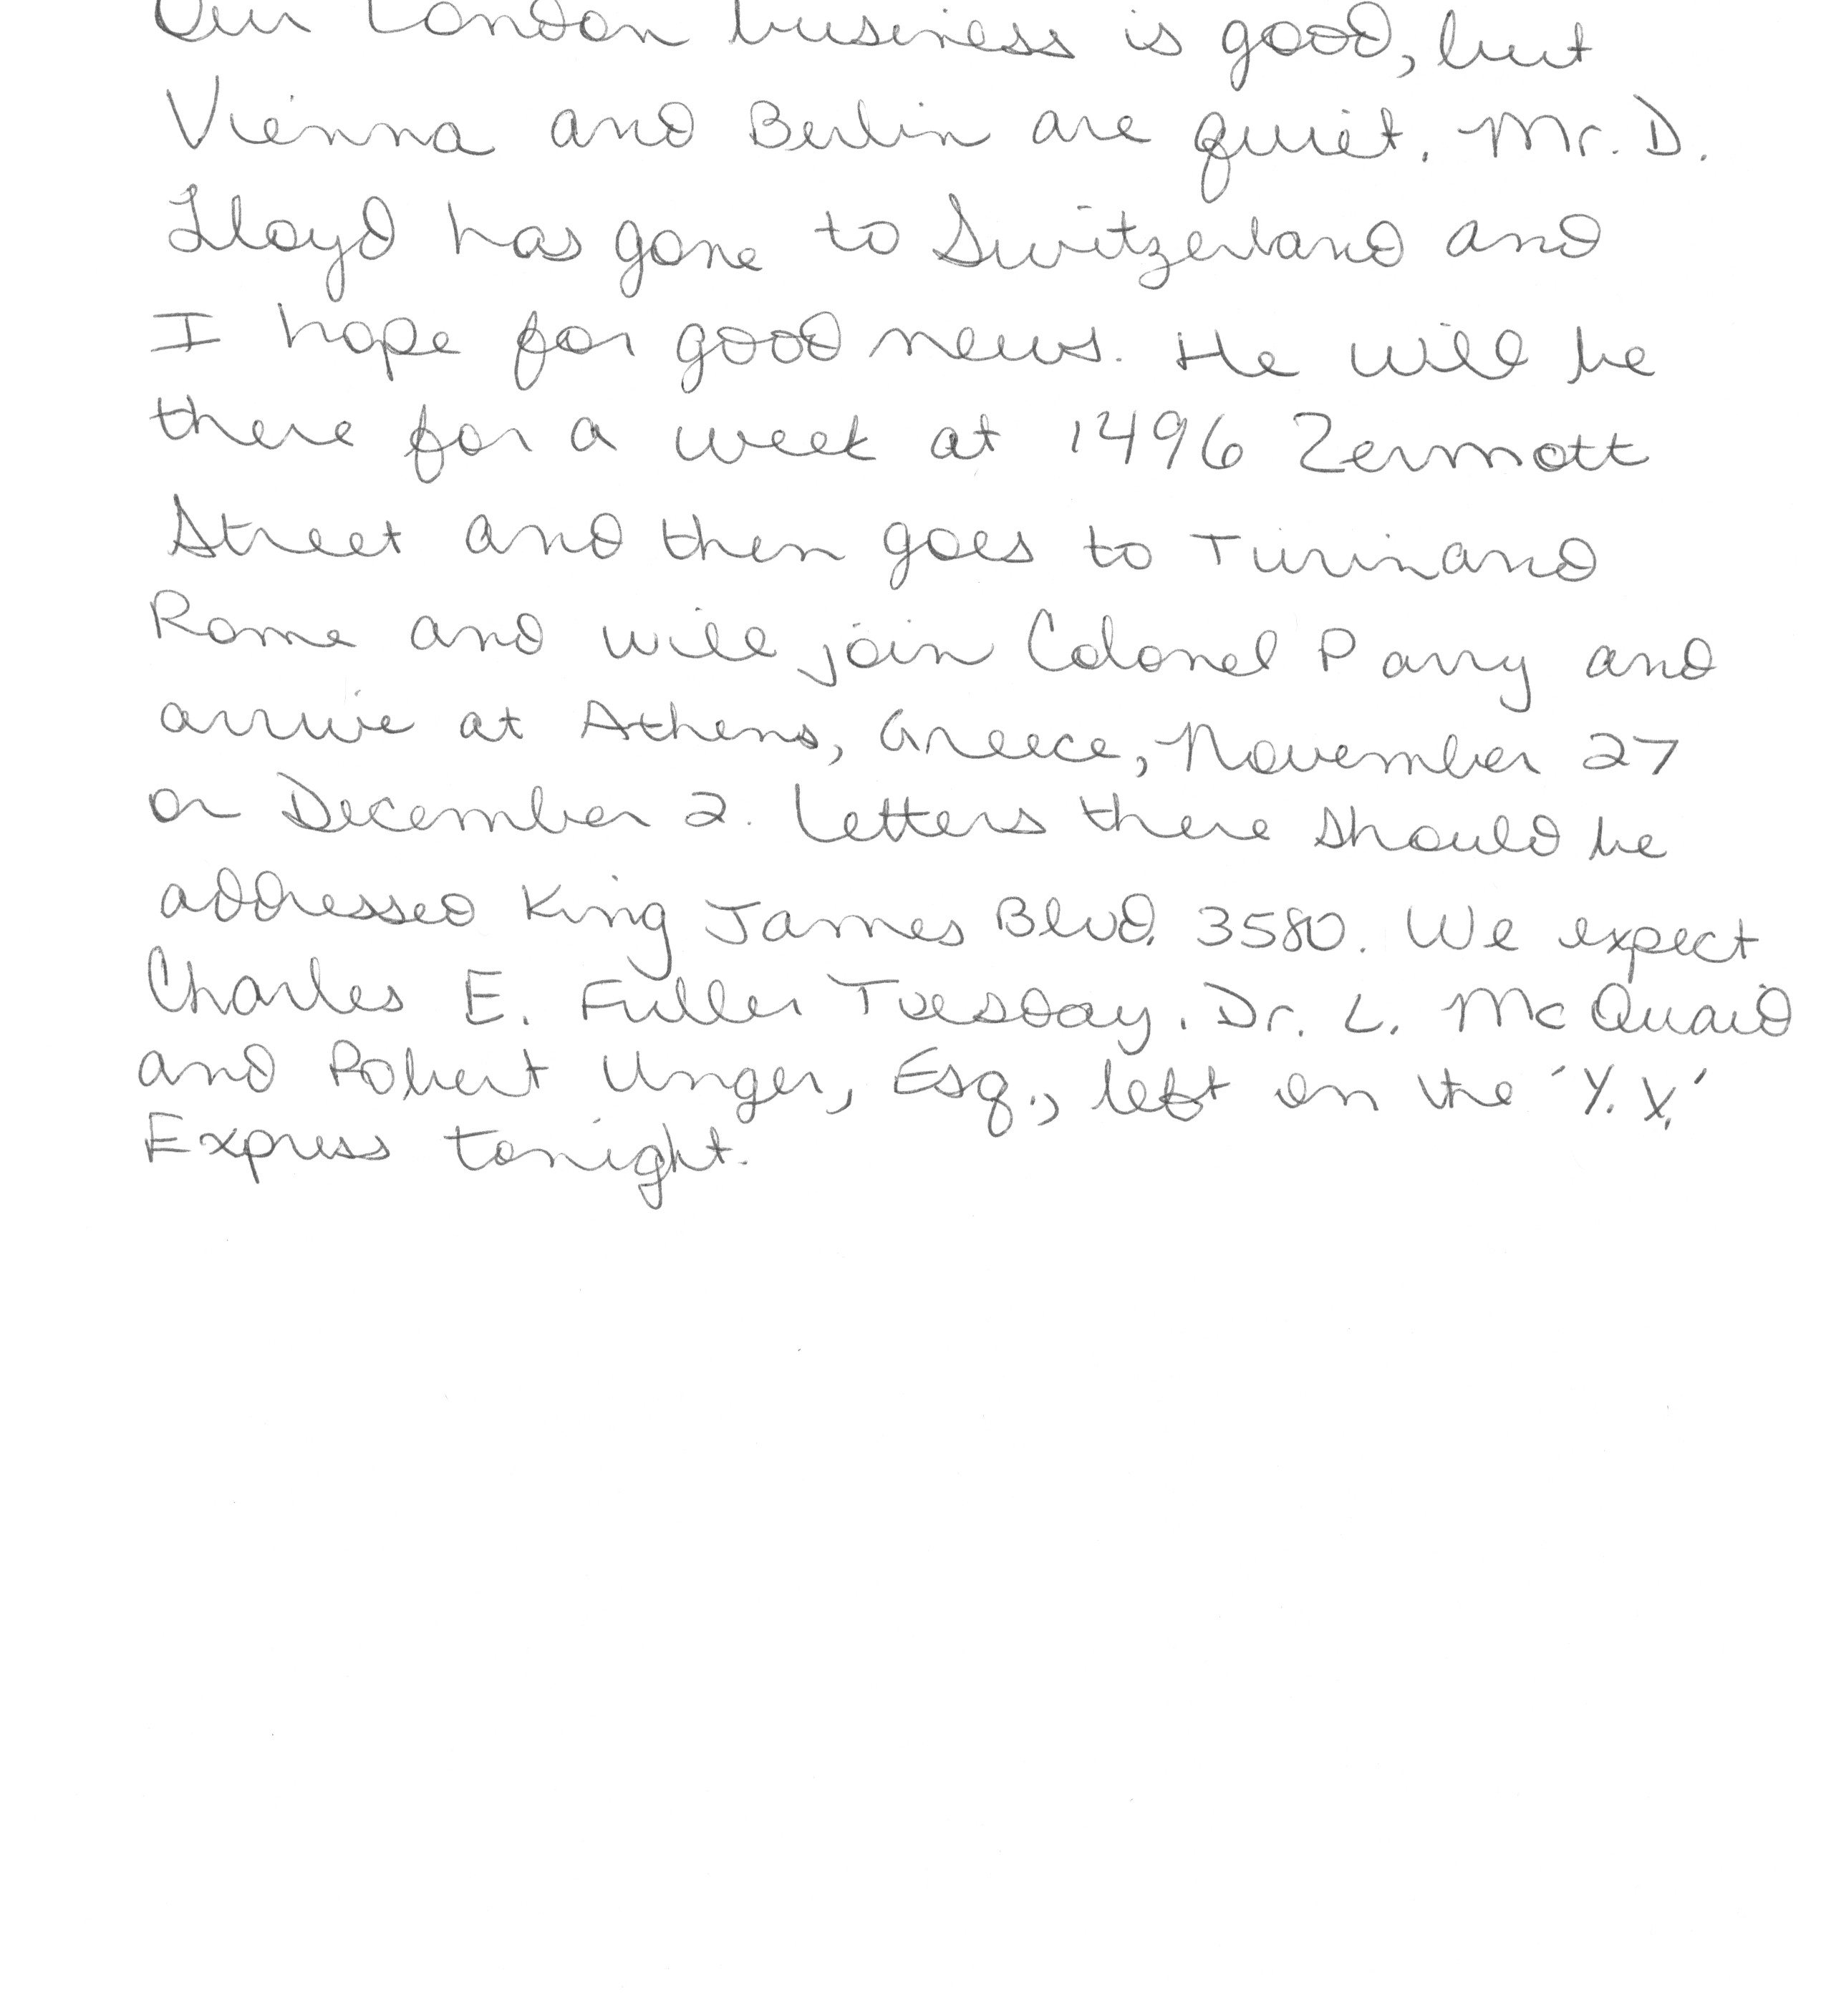 Our London business is good, but
Vienna and Berlin are quiet. Mr. D.
Lloyd has gone to Switzerland and
I hope for good news. He will be
there for a week at 1496 Zermott
Street and then goes to Turin and
Rome and will join Colonel Parry and
arrive at Athens, Greece, November 27
or December 2. Letters there should be
addressed King James Blvd. 3580. We expect
Charles E. Fuller Tuesday. Dr. L. McQuaid
and Robert Unger, Esq., left on the 'Y.X.'
Express tonight.